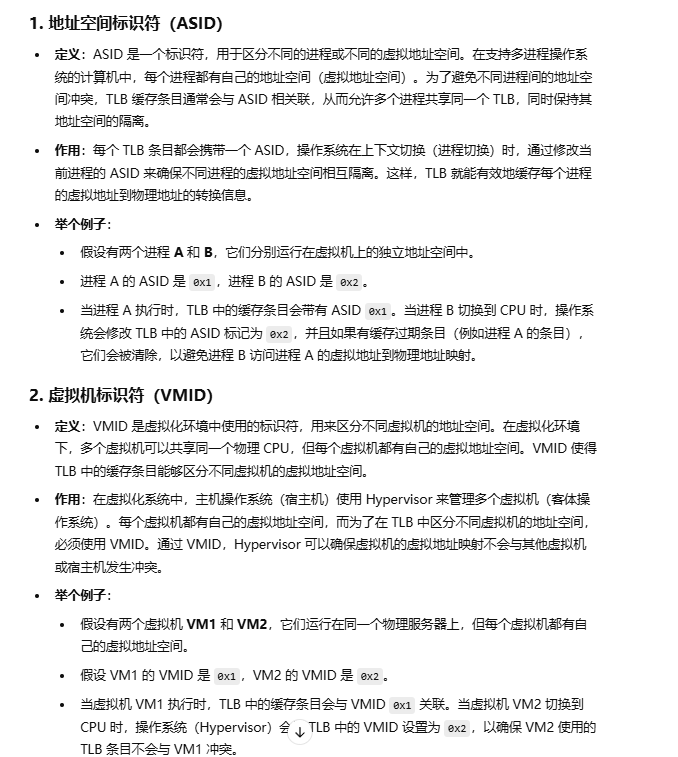 1. 地址空间标识符（ASID）
• 定义：ASID 是一个标识符，用于区分不同的进程或不同的虚拟地址空间。在支持多进程操作系
统的计算机中，每个进程都有自己的地址空间（虚拟地址空间）。为了避免不同进程间的地址空
间冲突，TLB 缓存条目通常会与 ASID 相关联，从而允许多个进程共享同一个 TLB，同时保持其
地址空间的隔离。
• 作用：每个 TLB 条目都会携带一个 ASID，操作系统在上下文切换（进程切换）时，通过修改当
前进程的 ASID 来确保不同进程的虚拟地址空间相互隔离。这样，TLB 就能有效地缓存每个进程
的虚拟地址到物理地址的转换信息。
• 举个例子：
• 假设有两个进程 A 和 B，它们分别运行在虚拟机上的独立地址空间中。
• 进程 A 的 ASID 是 0x1，进程 B 的 ASID 是 0x2。
• 当进程 A 执行时，TLB 中的缓存条目会带有 ASID 0x1。当进程 B 切换到 CPU 时，操作系
统会修改 TLB 中的 ASID 标记为 0x2，并且如果有缓存过期条目（例如进程 A 的条目），
它们会被清除，以避免进程 B 访问进程 A 的虚拟地址到物理地址映射。
2. 虚拟机标识符（VMID）
• 定义：VMID 是虚拟化环境中使用的标识符，用来区分不同虚拟机的地址空间。在虚拟化环境
下，多个虚拟机可以共享同一个物理 CPU，但每个虚拟机都有自己的虚拟地址空间。VMID 使得
TLB 中的缓存条目能够区分不同虚拟机的虚拟地址空间。
• 作用：在虚拟化系统中，主机操作系统（宿主机）使用 Hypervisor 来管理多个虚拟机（客体操
作系统）。每个虚拟机都有自己的虚拟地址空间，而为了在 TLB 中区分不同虚拟机的地址空间，
必须使用 VMID。通过 VMID，Hypervisor 可以确保虚拟机的虚拟地址映射不会与其他虚拟机
或宿主机发生冲突。
• 举个例子：
• 假设有两个虚拟机 VM1 和 VM2，它们运行在同一个物理服务器上，但每个虚拟机都有自
己的虚拟地址空间。
• 假设 VM1 的 VMID 是 0x1，VM2 的 VMID 是 0x2。
• 当虚拟机 VM1 执行时，TLB 中的缓存条目会与 VMID 0x1 关联。当虚拟机 VM2 切换到
CPU 时，操作系统（Hypervisor）会 TLB 中的 VMID 设置为 0x2，以确保 VM2 使用的
TLB 条目不会与 VM1 冲突。